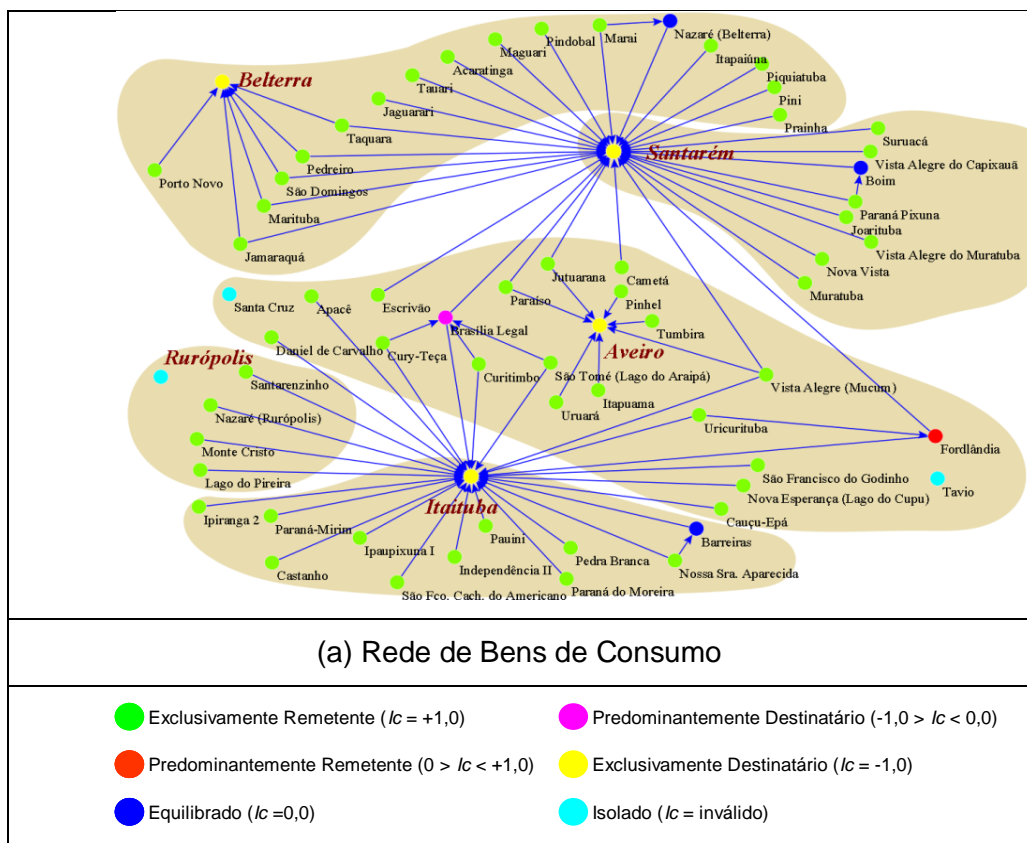 Pindobal
Marai
Nazaré (Belterra)
Maguari
Itapaiúna
Acaratinga
Piquiatuba
Belterra
Tauari
Pini
Jaguarari
Prainha
Taquara
Suruacá
Santarém
Pedreiro
Vista Alegre do Capixauã
Porto Novo
São Domingos
Boim
Marituba
Paraná Pixuna
Joarituba
Jamaraquá
Vista Alegre do Muratuba
Nova Vista
Jutuarana
Cametá
Muratuba
Santa Cruz
Apacê
Escrivão
Paraíso
Pinhel
Brasília Legal
Tumbira
Daniel de Carvalho
Cury-Teça
Aveiro
Rurópolis
Curitimbo
São Tomé (Lago do Araipá)
Santarenzinho
Vista Alegre (Mucum)
Itapuama
Nazaré (Rurópolis)
Uruará
Uricurituba
Monte Cristo
Fordlândia
Lago do Pireira
São Francisco do Godinho
Tavio
Itaituba
Nova Esperança (Lago do Cupu)
Ipiranga 2
Paraná-Mirim
Cauçu-Epá
Ipaupixuna I
Pauini
Barreiras
Castanho
Independência II
Pedra Branca
Nossa Sra. Aparecida
São Fco. Cach. do Americano
Paraná do Moreira
(a) Rede de Bens de Consumo
Exclusivamente Remetente (Ic = +1,0)
Predominantemente Destinatário (-1,0 > Ic < 0,0)
Predominantemente Remetente (0 > Ic < +1,0)
Exclusivamente Destinatário (Ic = -1,0)
Equilibrado (Ic =0,0)
Isolado (Ic = inválido)